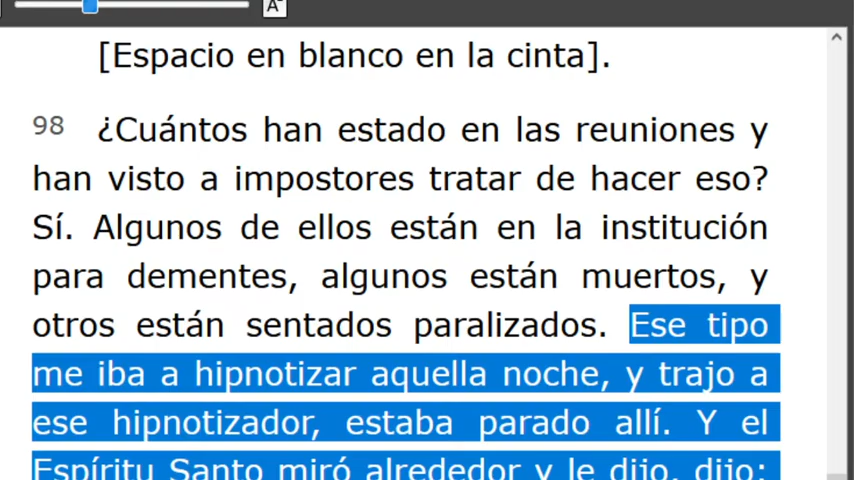 A
[Espacio en blanco en la cinta].
98 ¿Cuántos han estado en las reuniones y
han visto a impostores tratar de hacer eso?
Sí. Algunos de ellos están en la institución
para dementes, algunos están muertos, y
otros están sentados paralizados. Ese tipo
me iba a hipnotizar aquella noche, y trajo a
ese hipnotizador, estaba parado allí. Y el
Espíritu Santo miró alrededor y le dijo, dijo: